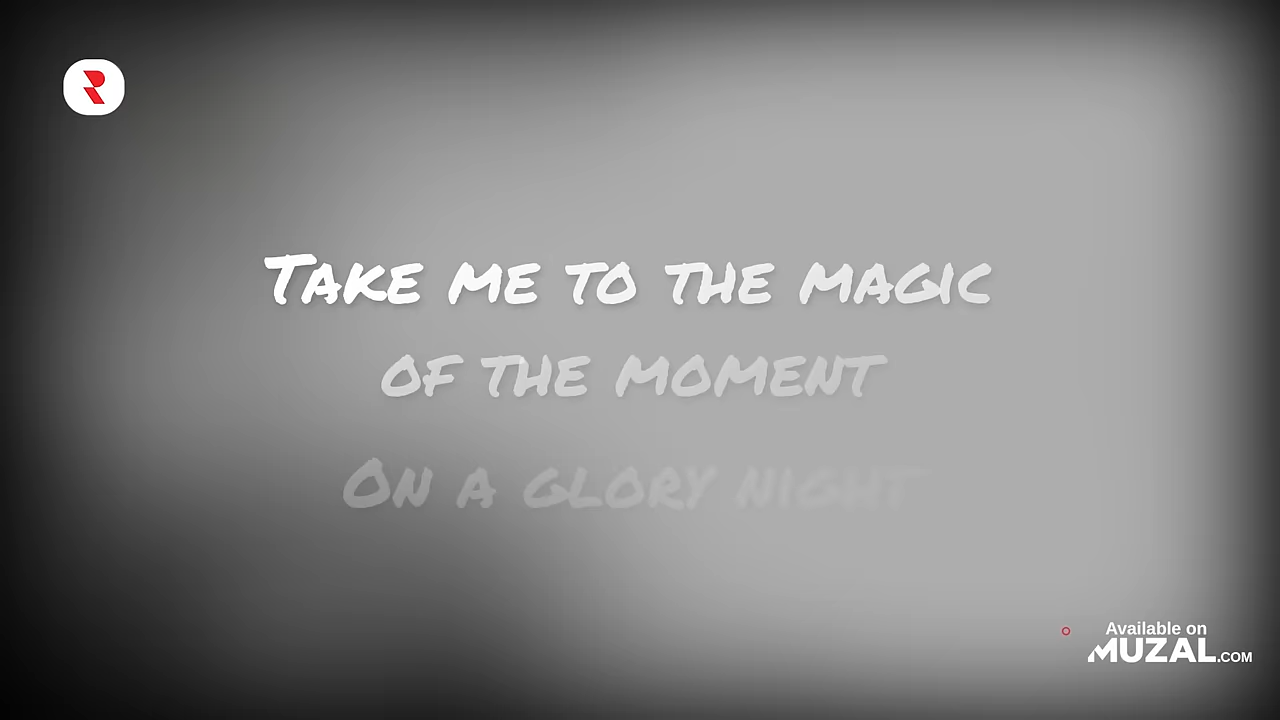 Take me to the magic
of the moment
On a glory night
Available on
MUZAL.COM